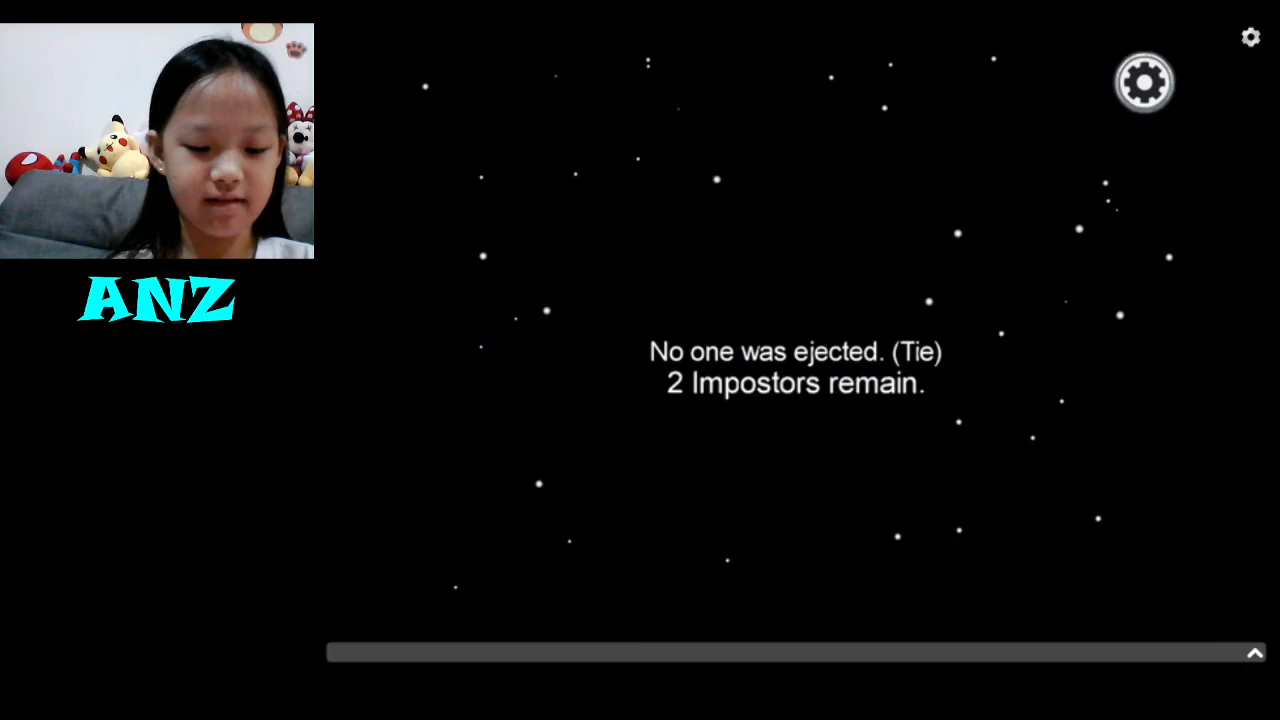 ANZ
No one was ejected. (Tie)
2 Impostors remain.